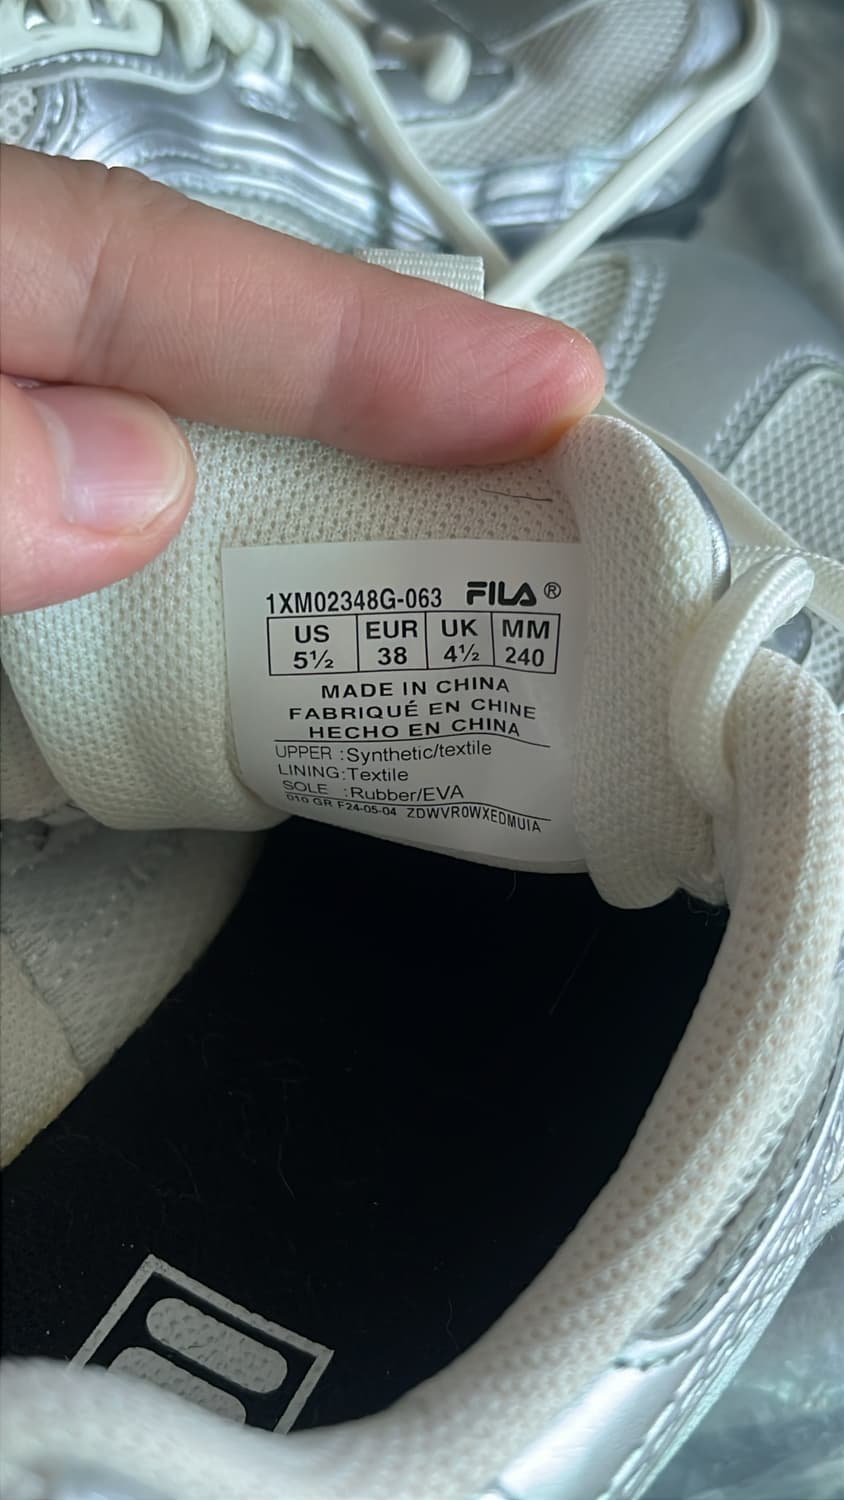 1XM02348G-063 FILA®
US EUR UK MM
5½ 38 4½ 240
MADE IN CHINA
FABRIQUÉ EN CHINE
HECHO EN CHINA
UPPER :Synthetic/textile
LINING:Textile
SOLE :Rubber/EVA
010 GR F24-05-04 ZDWVR0WXEDMUIA